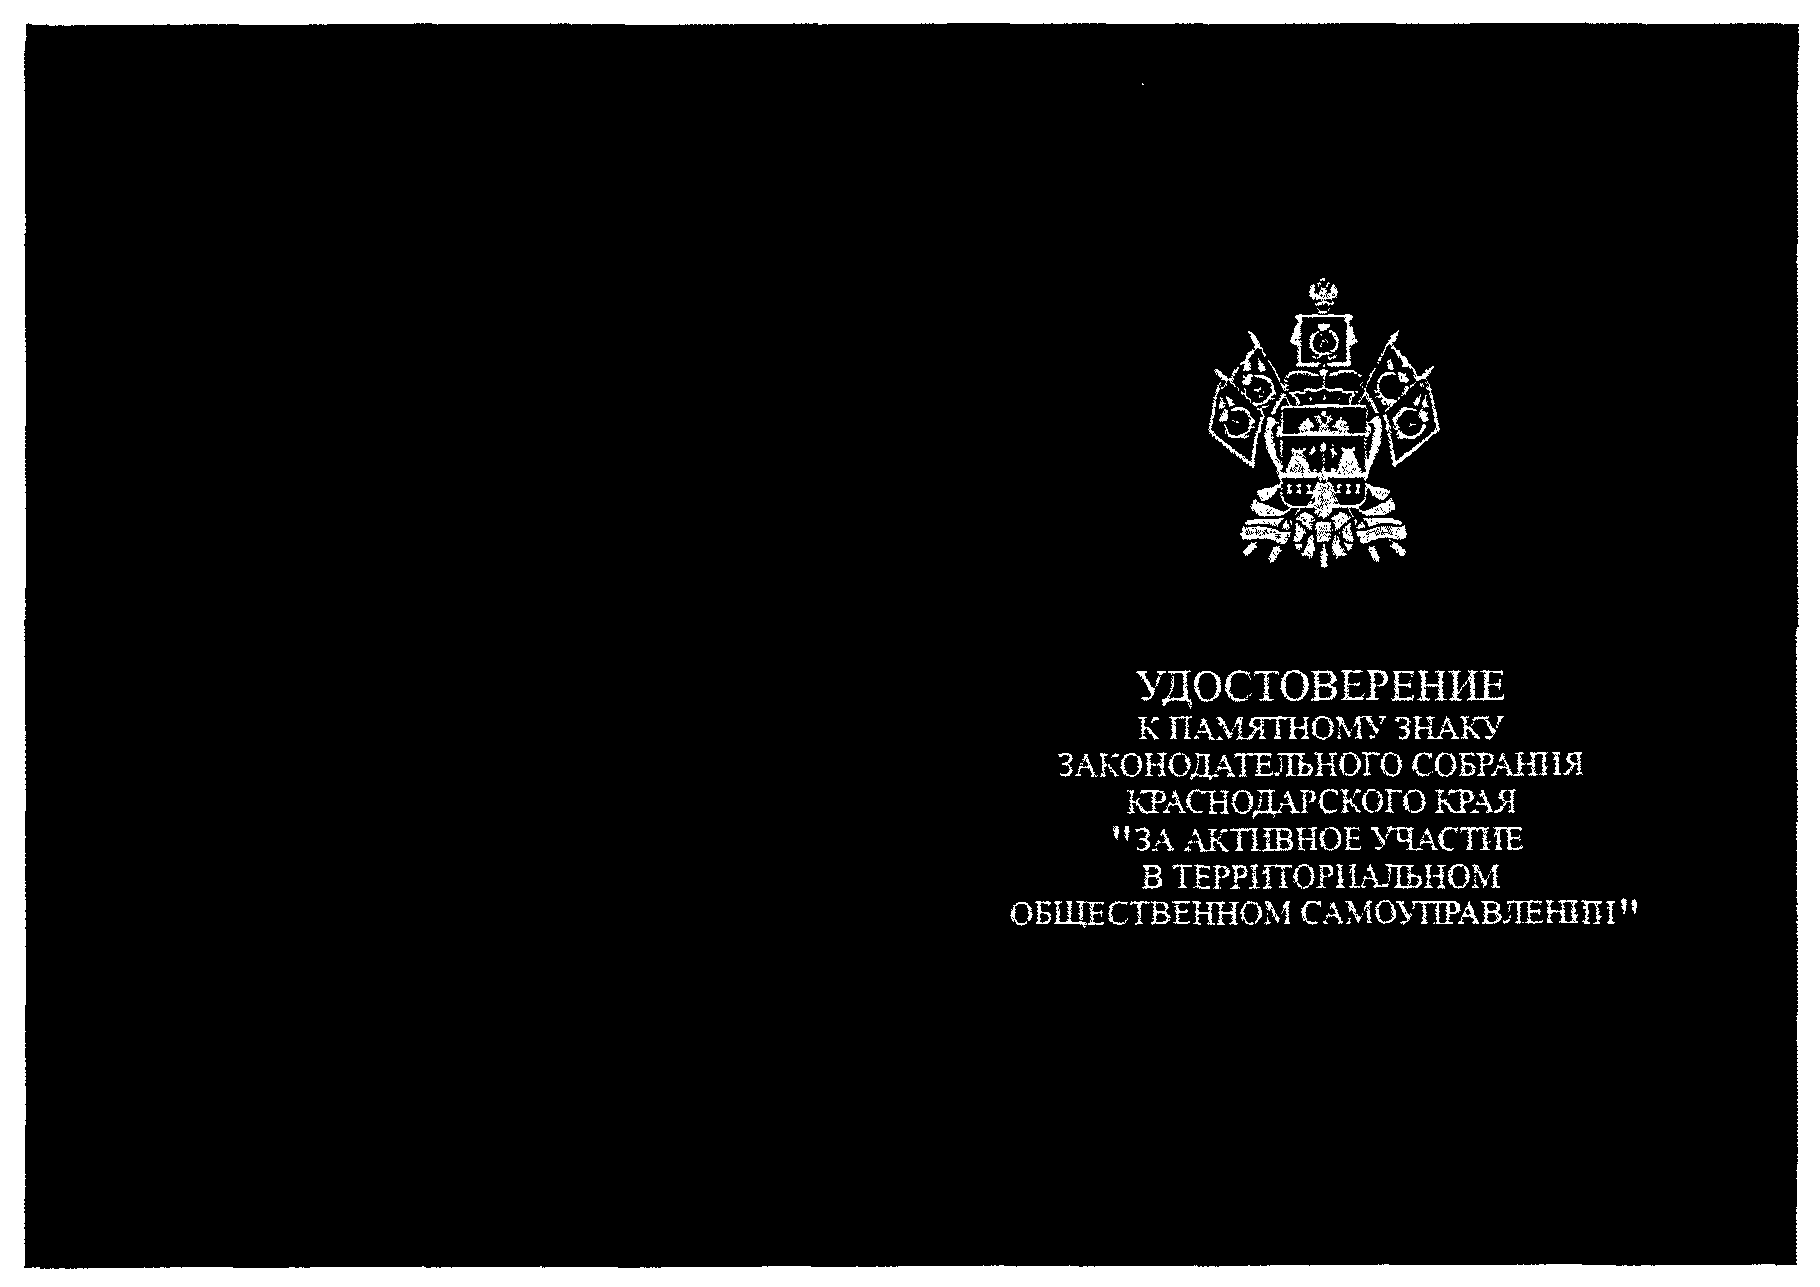 УДОСТОВЕРЕНИЕ
К ПАМЯТНОМУ ЗНАКУ
ЗАКОНОДАТЕЛЬНОГО СОБРАНИЯ
КРАСНОДАРСКОГО КРАЯ
"ЗА АКТИВНОЕ УЧАСТИЕ
В ТЕРРИТОРИАЛЬНОМ
ОБЩЕСТВЕННОМ САМОУПРАВЛЕНИИ"